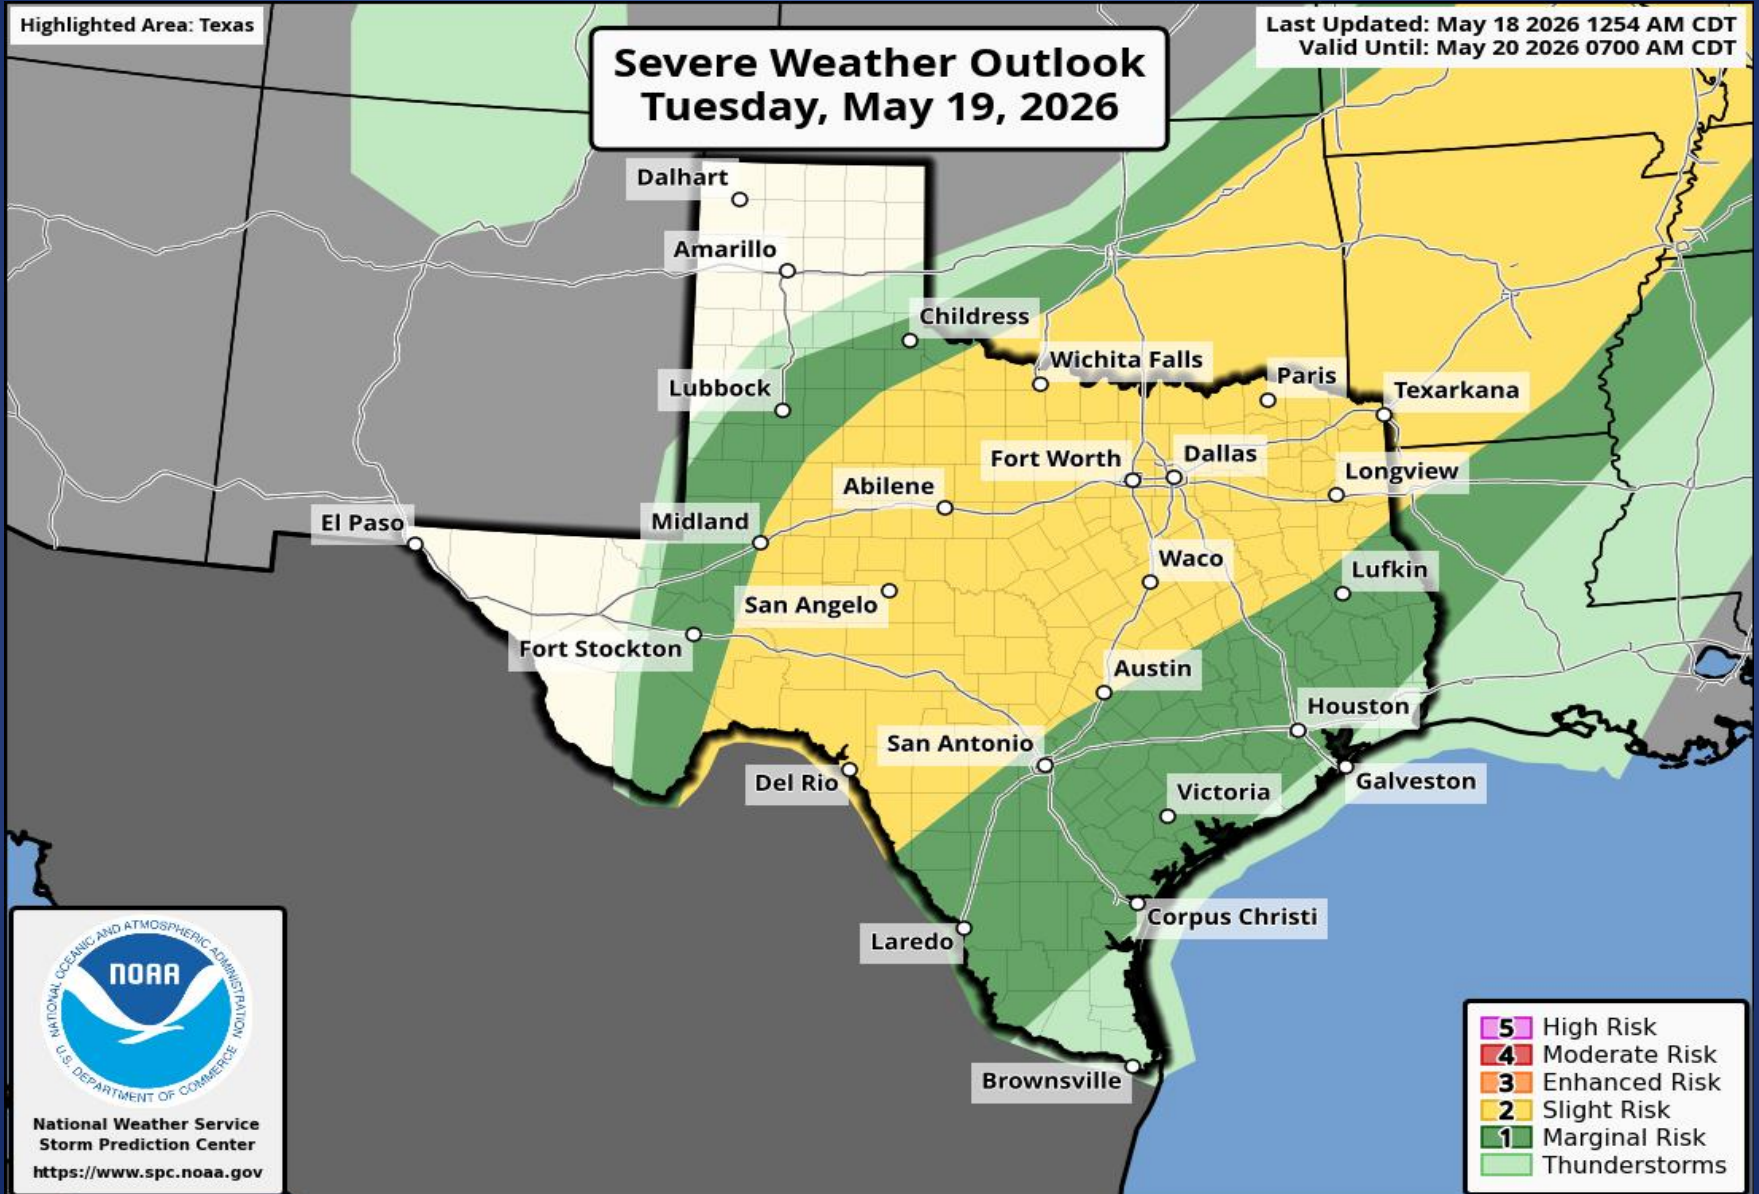 Highlighted Area: Texas
Severe Weather Outlook
Tuesday, May 19, 2026
Last Updated: May 18 2026 1254 AM CDT
Valid Until: May 20 2026 0700 AM CDT
Dalhart
Amarillo
Childress
Wichita Falls
Paris
Texarkana
Lubbock
Fort Worth
Dallas
Longview
Abilene
El Paso
Midland
Waco
Lufkin
San Angelo
Fort Stockton
Austin
Houston
San Antonio
Del Rio
Galveston
Victoria
Corpus Christi
Laredo
Brownsville
NATIONAL OCEANIC AND ATMOSPHERIC ADMINISTRATION
NOAA
U.S. DEPARTMENT OF COMMERCE
National Weather Service
Storm Prediction Center
https://www.spc.noaa.gov
5 High Risk
4 Moderate Risk
3 Enhanced Risk
2 Slight Risk
1 Marginal Risk
Thunderstorms